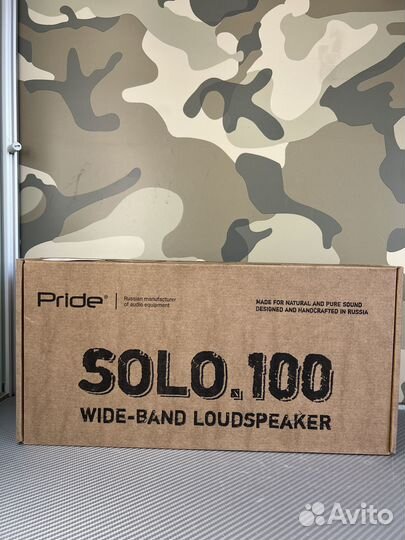 Pride®
Russian manufacturer
of audio equipment
MADE FOR NATURAL AND PURE SOUND
DESIGNED AND HANDCRAFTED IN RUSSIA
SOLO.100
WIDE-BAND LOUDSPEAKER
Avito